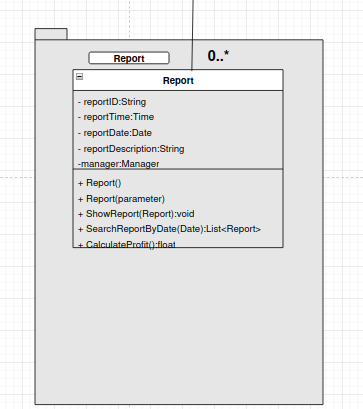 Report
0..*
Report
- reportID:String
- reportTime:Time
- reportDate:Date
- reportDescription:String
-manager:Manager
+ Report()
+ Report(parameter)
+ ShowReport(Report):void
+ SearchReportByDate(Date):List<Report>
+ CalculateProfit():float